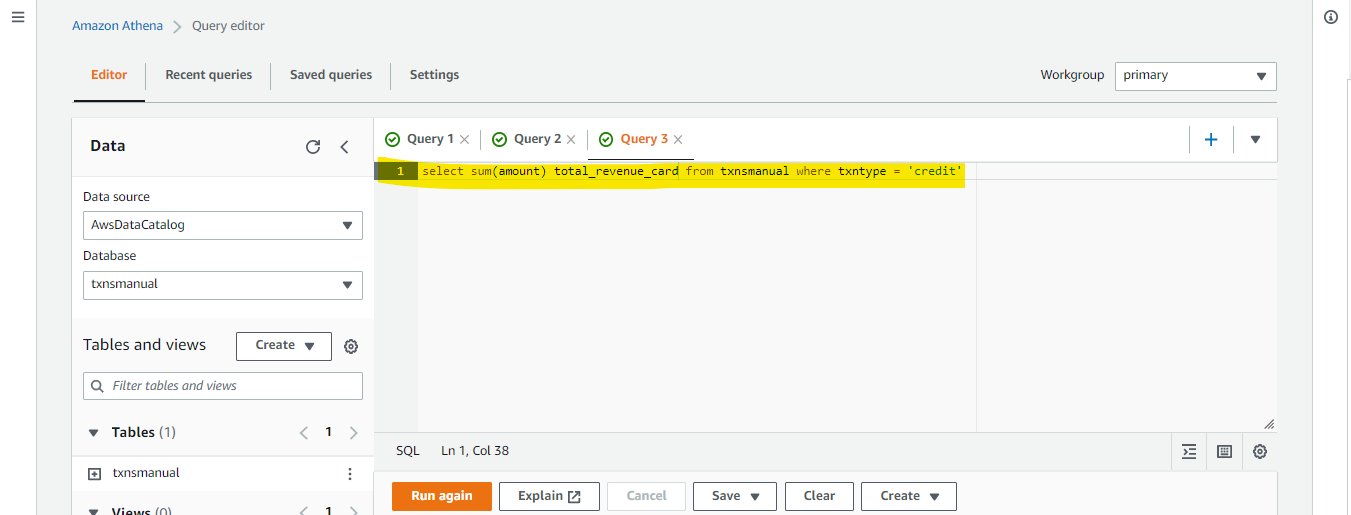 Amazon Athena > Query editor
Editor Recent queries Saved queries Settings
Workgroup primary
Data
Data source
AwsDataCatalog
Database
txnsmanual
Tables and views Create
Filter tables and views
Tables (1) < 1 >
txnsmanual
Views (0) < 1 >
Query 1 Query 2 Query 3
1 select sum(amount) total_revenue_card from txnsmanual where txntype = 'credit'
SQL Ln 1, Col 38
Run again Explain Cancel Save Clear Create